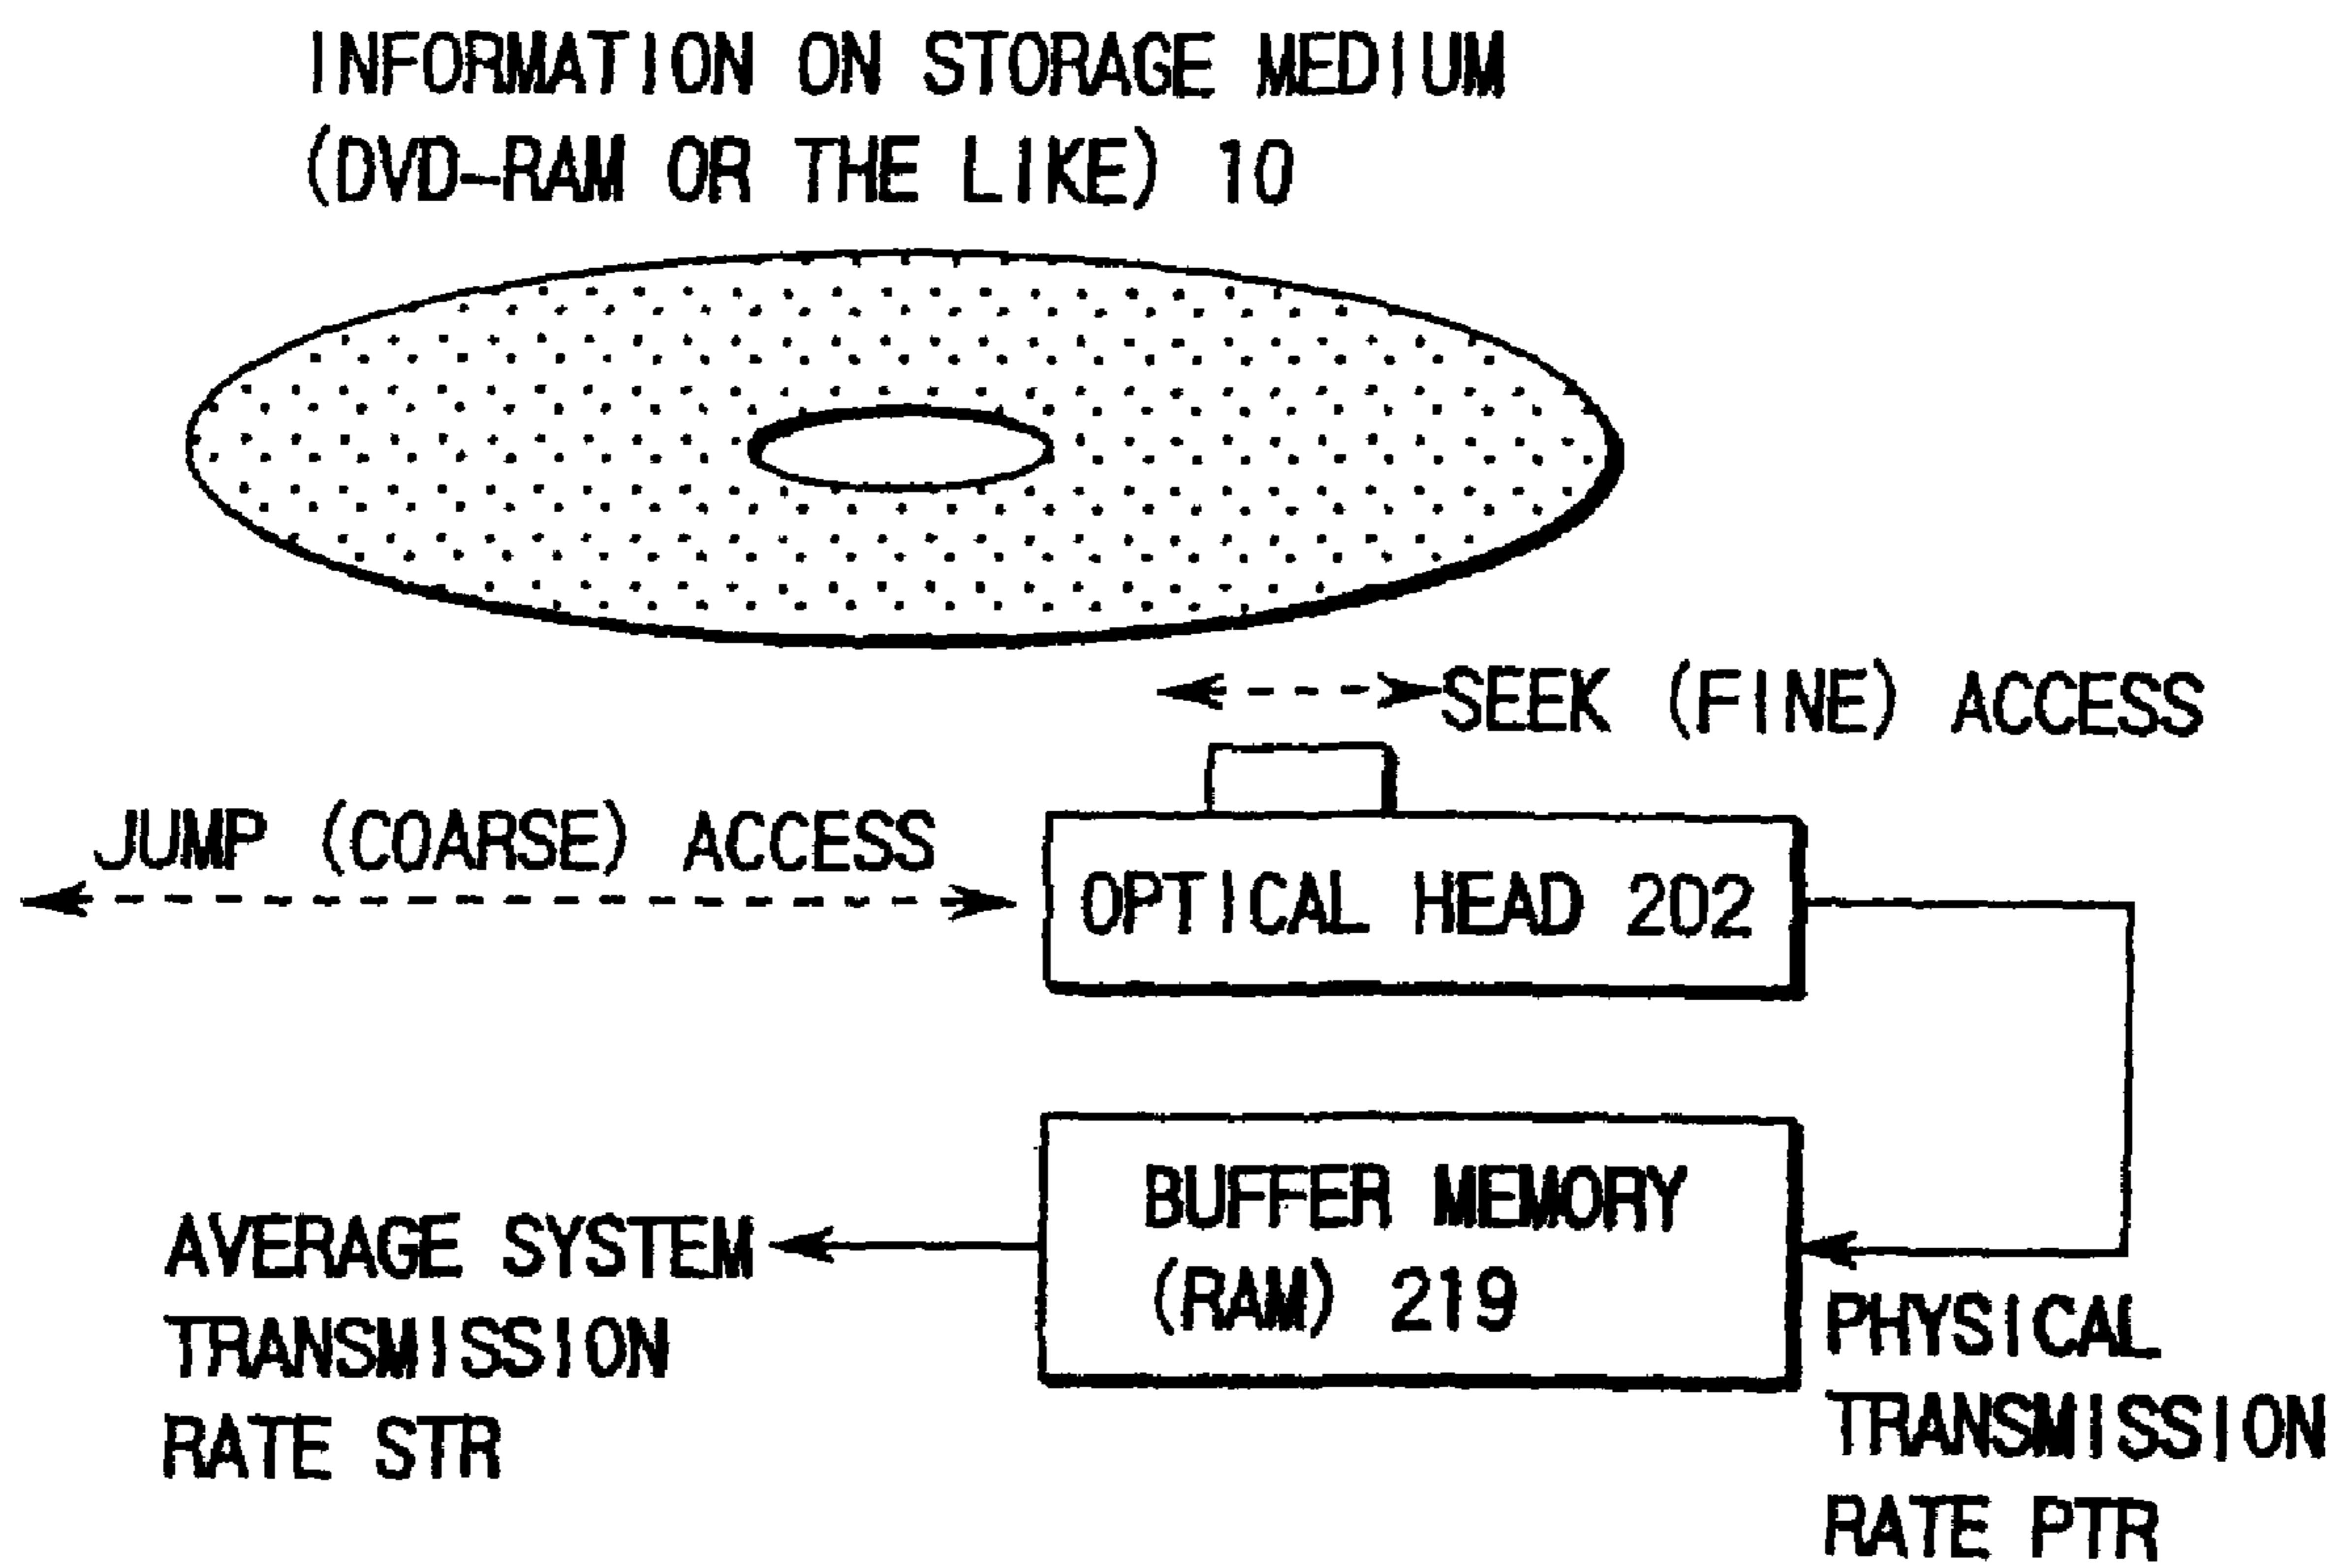 INFORMATION ON STORAGE MEDIUM
(DVD-RAM OR THE LIKE) 10
SEEK (FINE) ACCESS
JUMP (COARSE) ACCESS
OPTICAL HEAD 202
BUFFER MEMORY
(RAM) 219
AVERAGE SYSTEM
TRANSMISSION
RATE STR
PHYSICAL
TRANSMISSION
RATE PTR